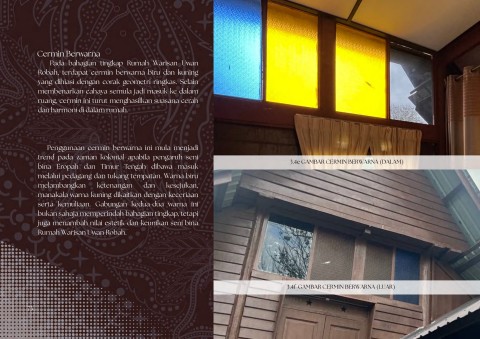 Cermin Berwarna
Pada bahagian tingkap Rumah Warisan Uwan
Robah, terdapat cermin berwarna biru dan kuning
yang dihiasi dengan corak geometri ringkas. Selain
membenarkan cahaya semula jadi masuk ke dalam
ruang, cermin ini turut menghasilkan suasana cerah
dan harmoni di dalam rumah.
Penggunaan cermin berwarna ini mula menjadi
trend pada zaman kolonial apabila pengaruh seni
bina Eropah dan Timur Tengah dibawa masuk
melalui pedagang dan tukang tempatan. Warna biru
melambangkan ketenangan dan kesejukan,
manakala warna kuning dikaitkan dengan keceriaan
serta kemuliaan. Gabungan kedua-dua warna ini
bukan sahaja memperindah bahagian tingkap, tetapi
juga menambah nilai estetik dan keunikan seni bina
Rumah Warisan Uwan Robah.
3.4e GAMBAR CERMIN BERWARNA (DALAM)
3.4f GAMBAR CERMIN BERWARNA (LUAR)